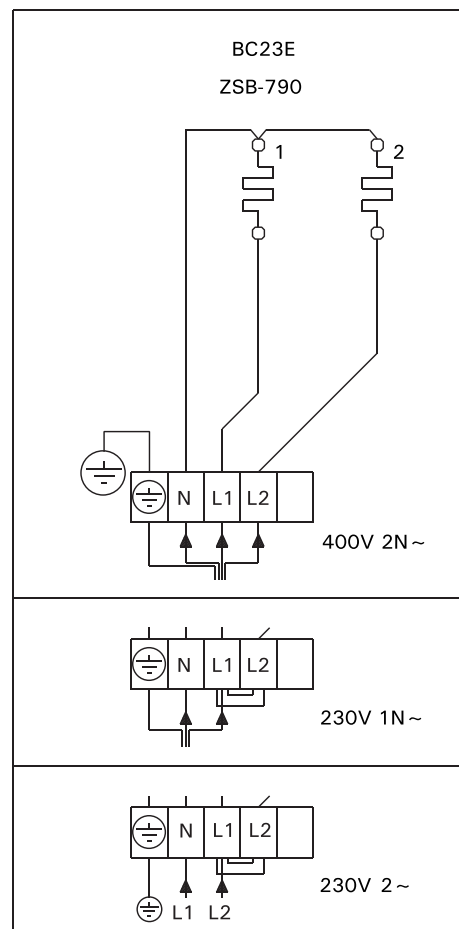 BC23E
ZSB-790
1 2
N L1 L2
400V 2N~
N L1 L2
230V 1N~
N L1 L2
230V 2~
L1 L2